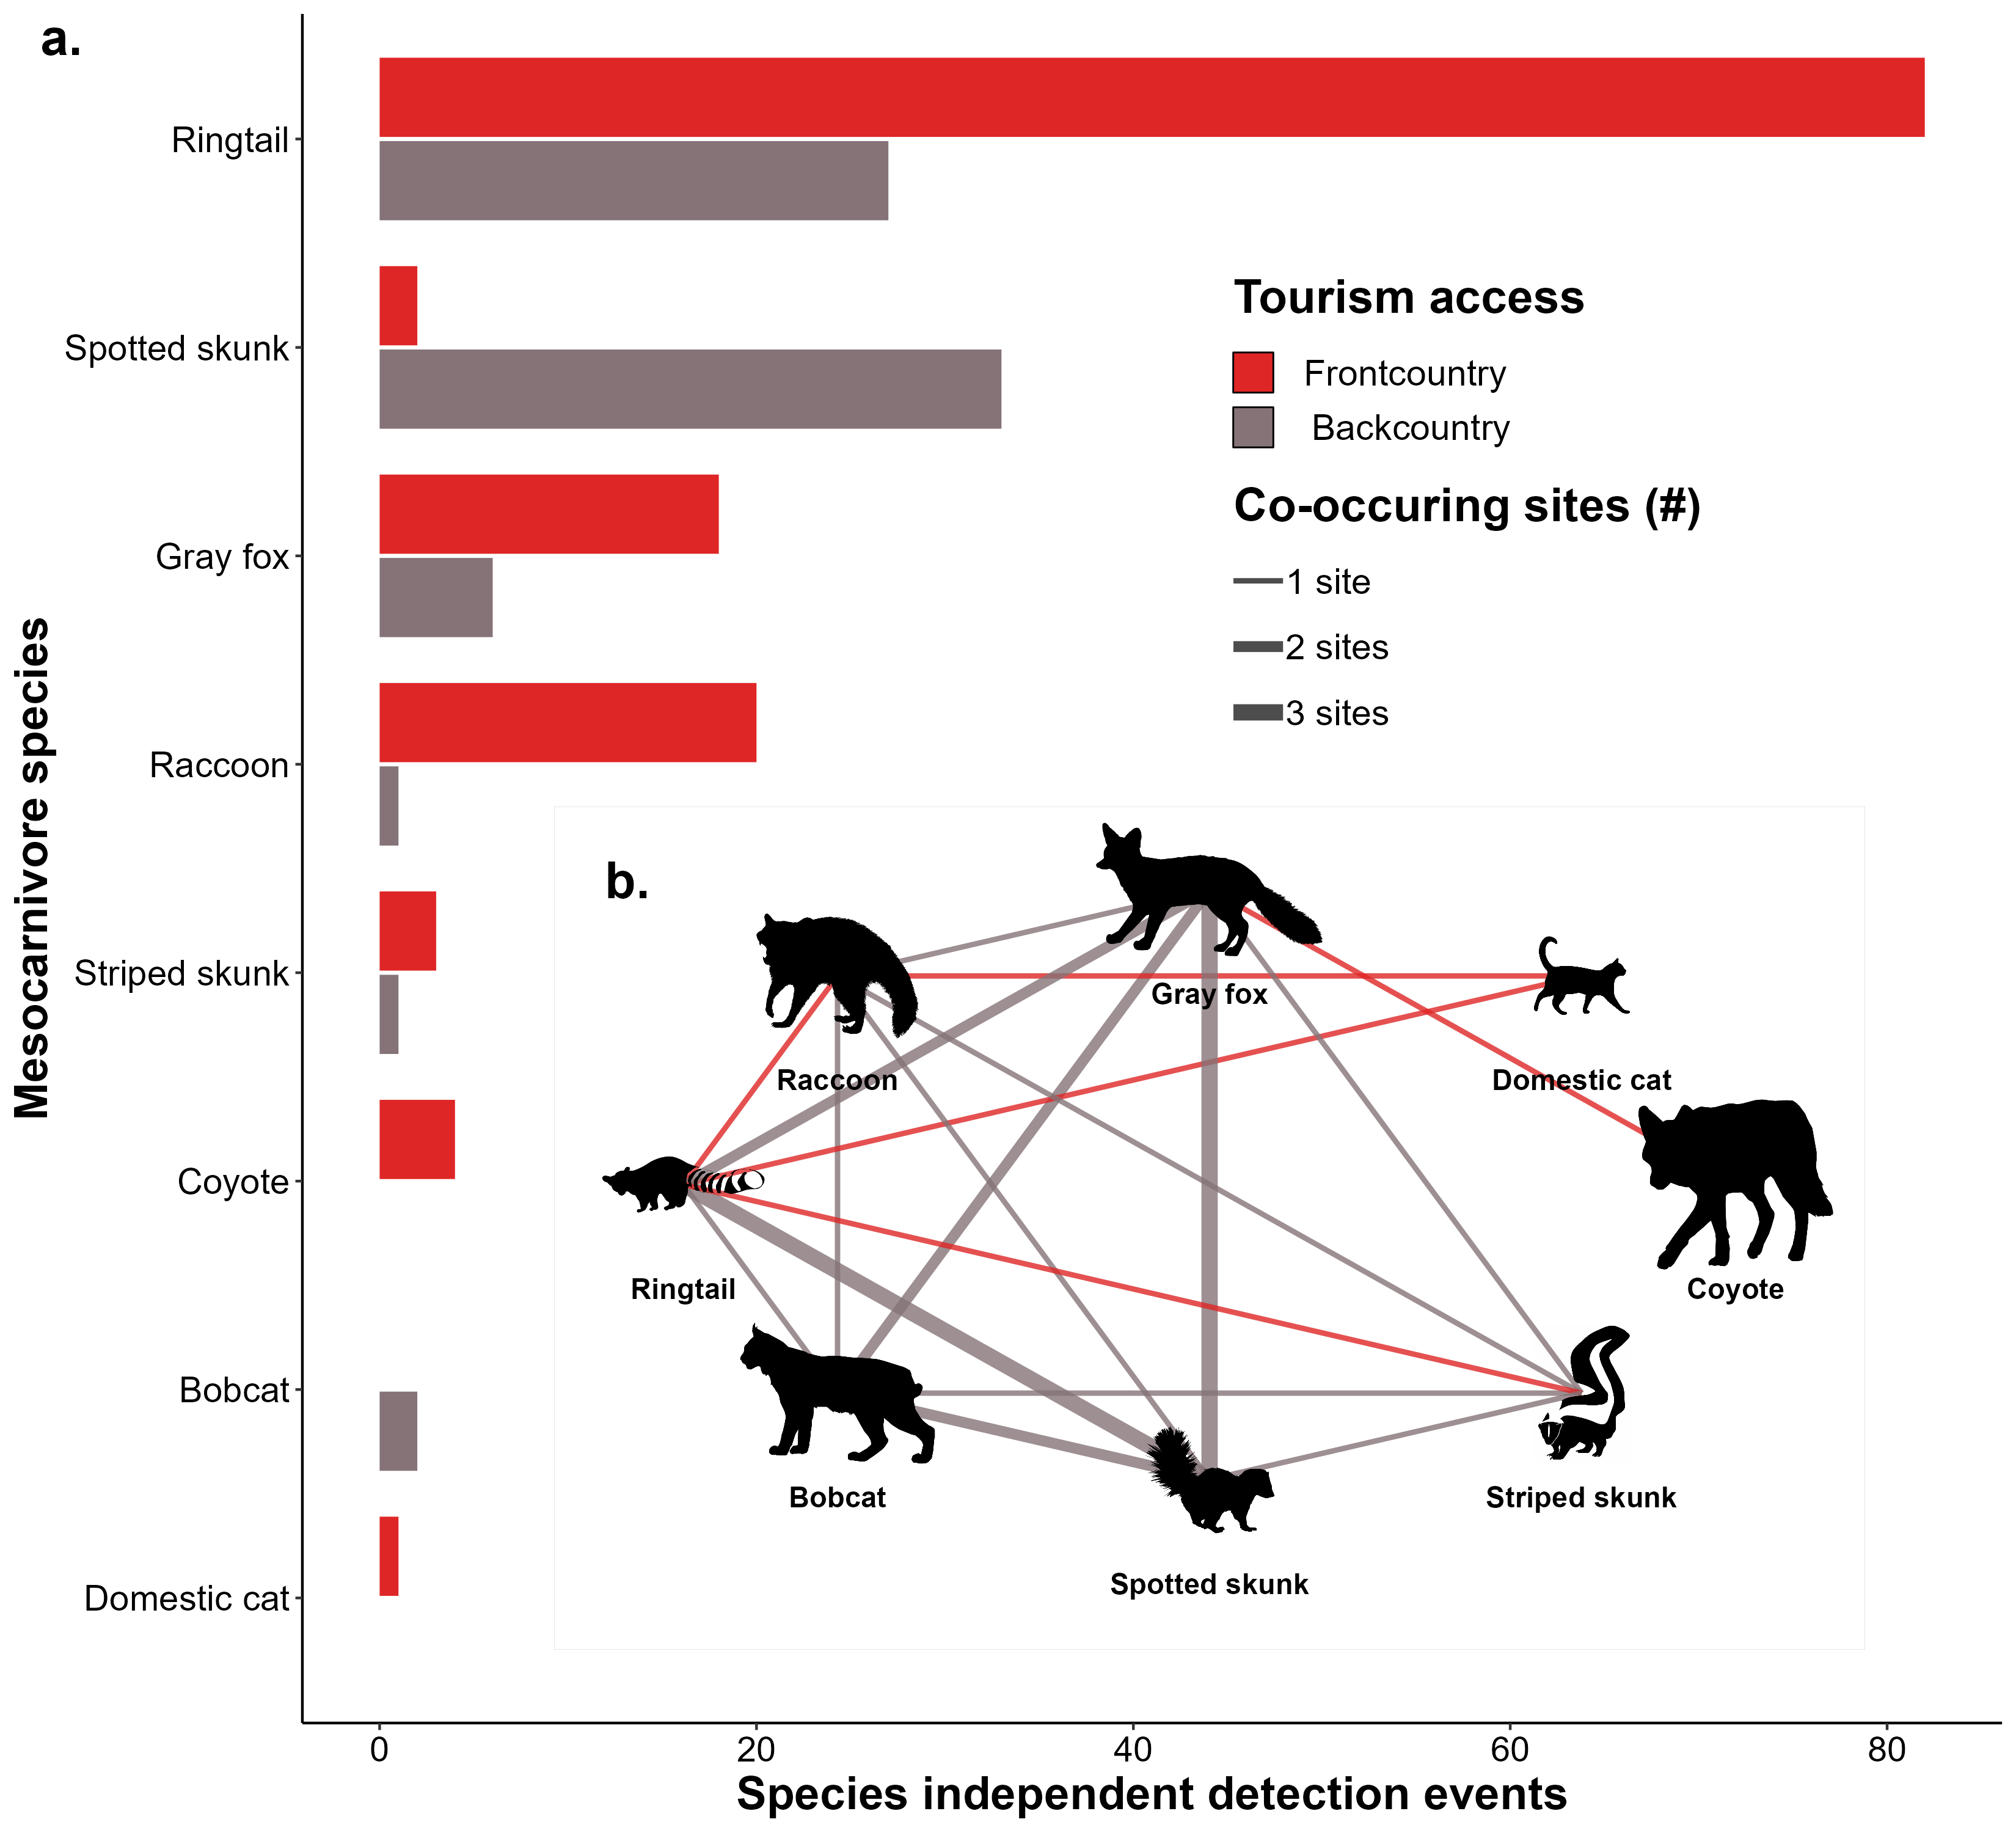 a.
Mesocarnivore species
Ringtail
Spotted skunk
Gray fox
Raccoon
Striped skunk
Coyote
Bobcat
Domestic cat
Tourism access
Frontcountry
Backcountry
Co-occuring sites (#)
1 site
2 sites
3 sites
b.
Gray fox
Raccoon
Domestic cat
Ringtail
Coyote
Bobcat
Striped skunk
Spotted skunk
0 20 40 60 80
Species independent detection events